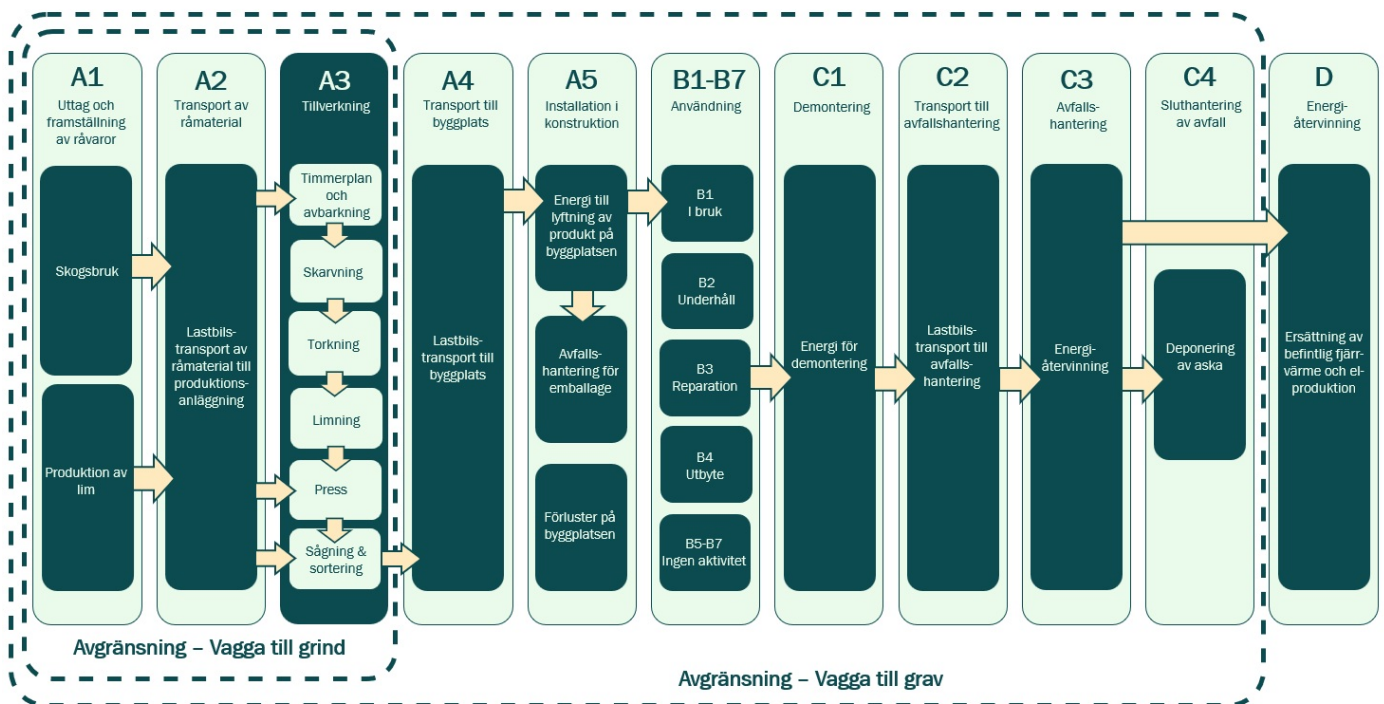 A1
Uttag och
framställning
av råvaror
Skogsbruk
Produktion av
lim
A2
Transport av
råmaterial
Lastbils-
transport av
råmaterial till
produktions-
anläggning
A3
Tillverkning
Timmerplan
och
avbarkning
Skarvning
Torkning
Limning
Press
Sågning &
sortering
A4
Transport till
byggplats
Lastbils-
transport till
byggplats
A5
Installation i
konstruktion
Energi till
lyftning av
produkt på
byggplatsen
Avfalls-
hantering för
emballage
Förluster på
byggplatsen
B1-B7
Användning
B1
I bruk
B2
Underhåll
B3
Reparation
B4
Utbyte
B5-B7
Ingen aktivitet
C1
Demontering
Energi för
demontering
C2
Transport till
avfallshantering
Lastbils-
transport till
avfalls-
hantering
C3
Avfalls-
hantering
Energi-
återvinning
C4
Sluthantering
av avfall
Deponering
av aska
D
Energi-
återvinning
Ersättning av
befintlig fjärr-
värme och el-
produktion
Avgränsning – Vagga till grind
Avgränsning – Vagga till grav